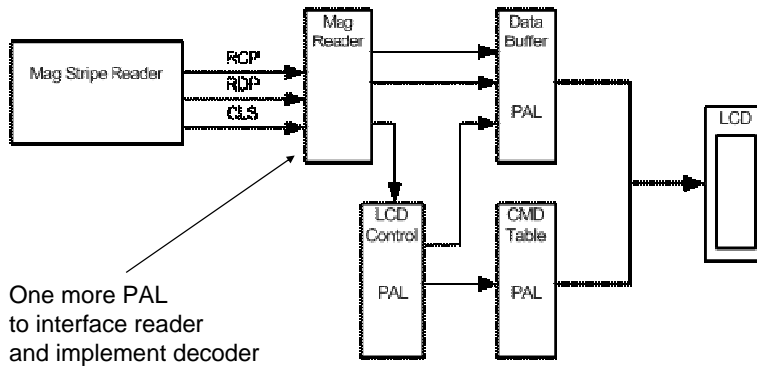 Mag Stripe Reader
RCP
RDP
CLS
Mag
Reader
Data
Buffer
PAL
LCD
Control
PAL
CMD
Table
PAL
LCD
One more PAL
to interface reader
and implement decoder